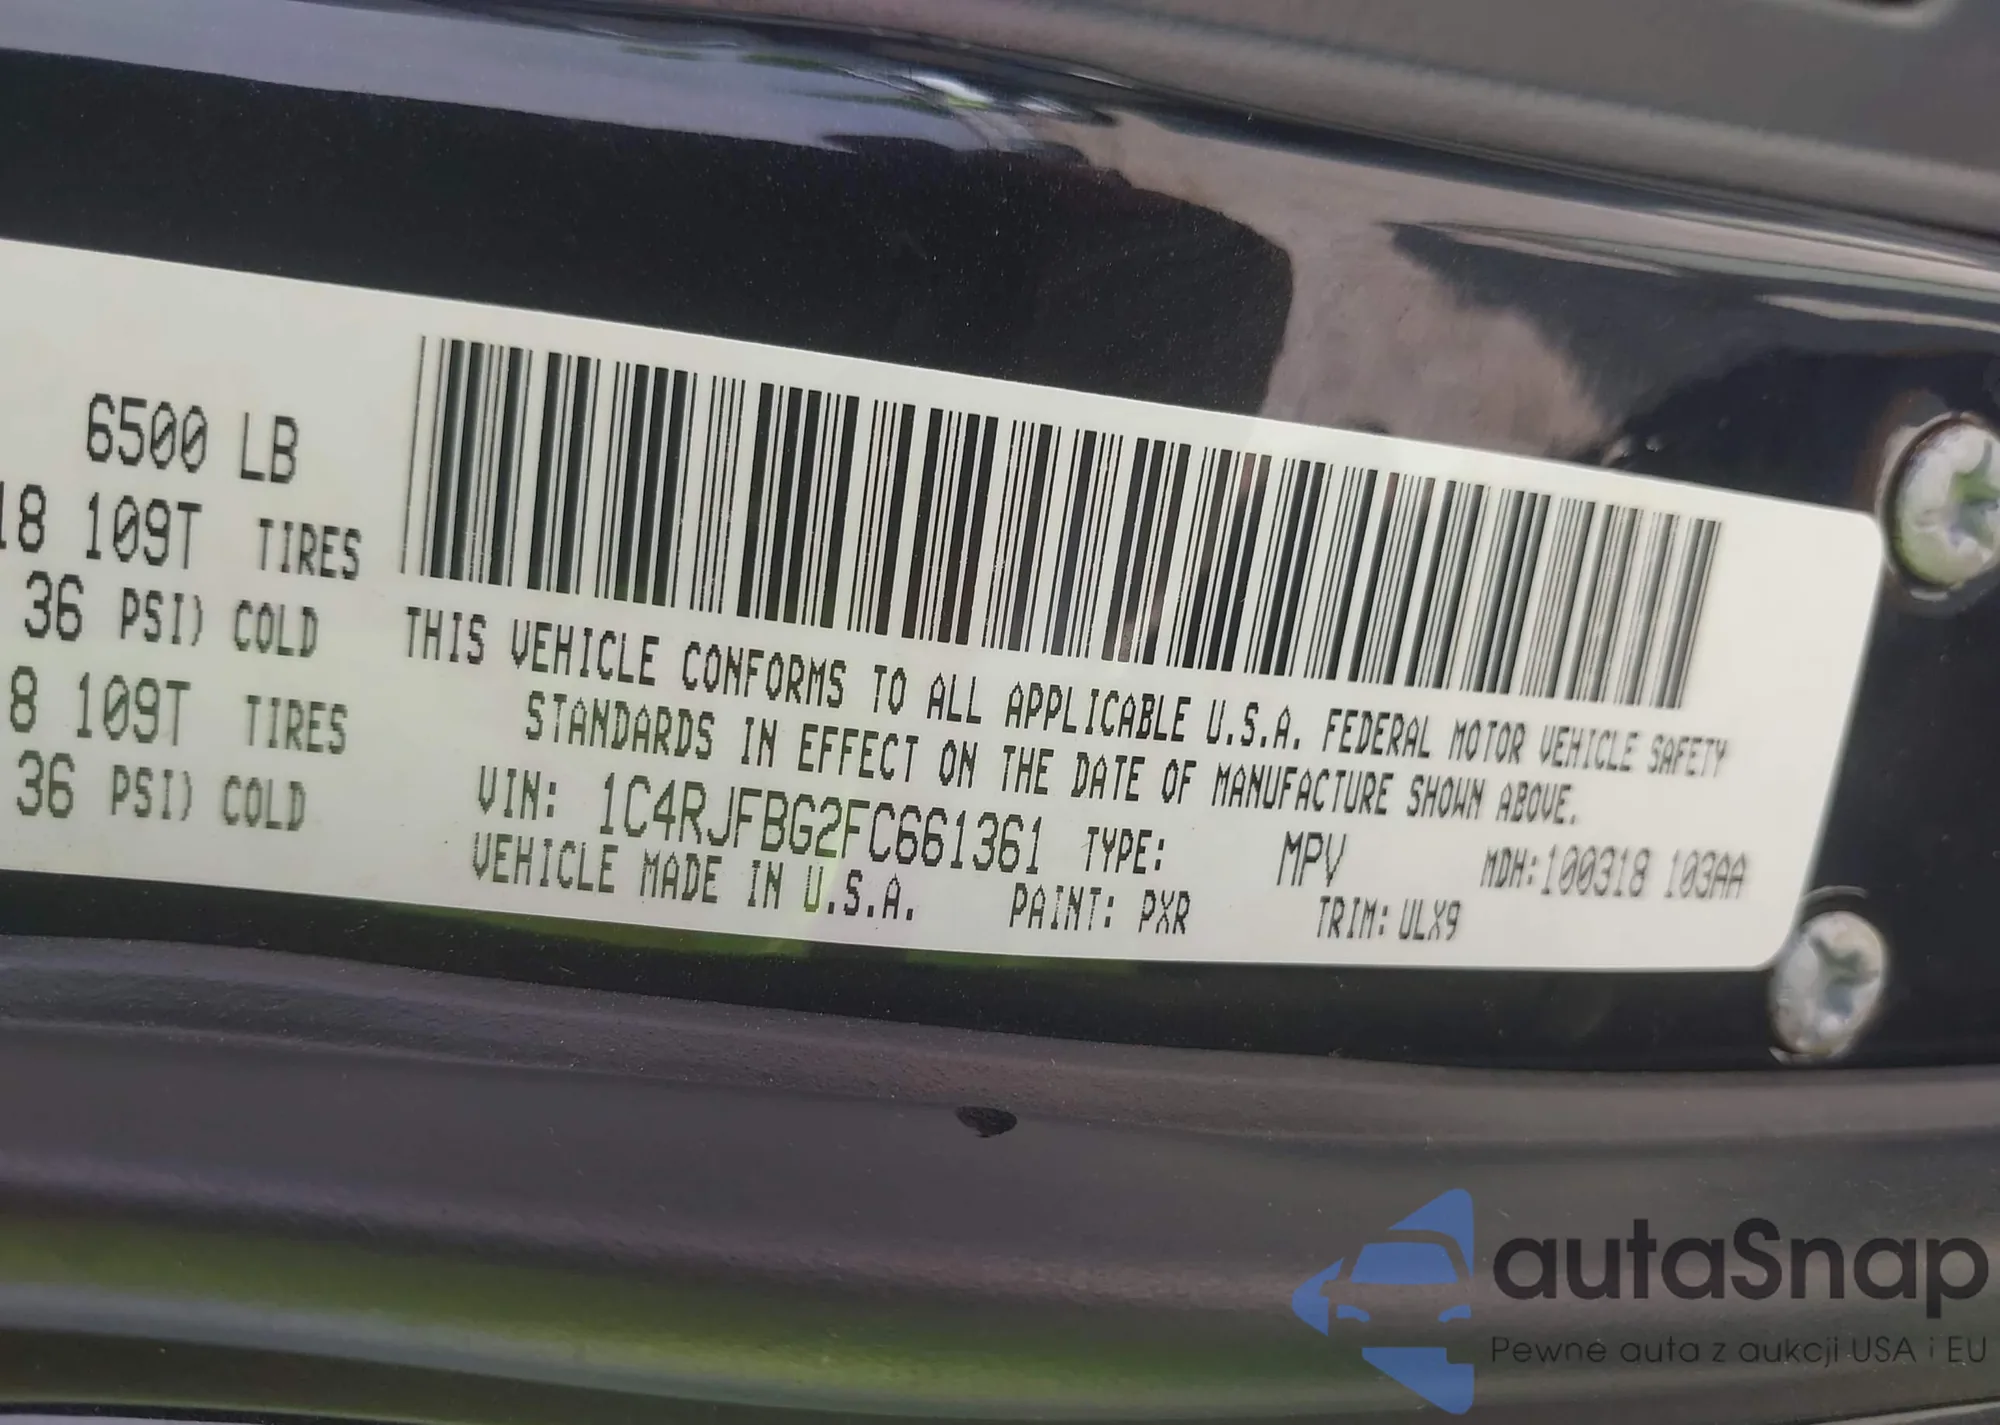 6500 LB
18 109T TIRES
36 PSI) COLD
8 109T TIRES
36 PSI) COLD
THIS VEHICLE CONFORMS TO ALL APPLICABLE U.S.A. FEDERAL MOTOR VEHICLE SAFETY
STANDARDS IN EFFECT ON THE DATE OF MANUFACTURE SHOWN ABOVE.
VIN: 1C4RJFBG2FC661361 TYPE: MPV MDH:100318 103AA
VEHICLE MADE IN U.S.A. PAINT: PXR TRIM: ULX9
autaSnap
Pewne auta z aukcji USA i EU